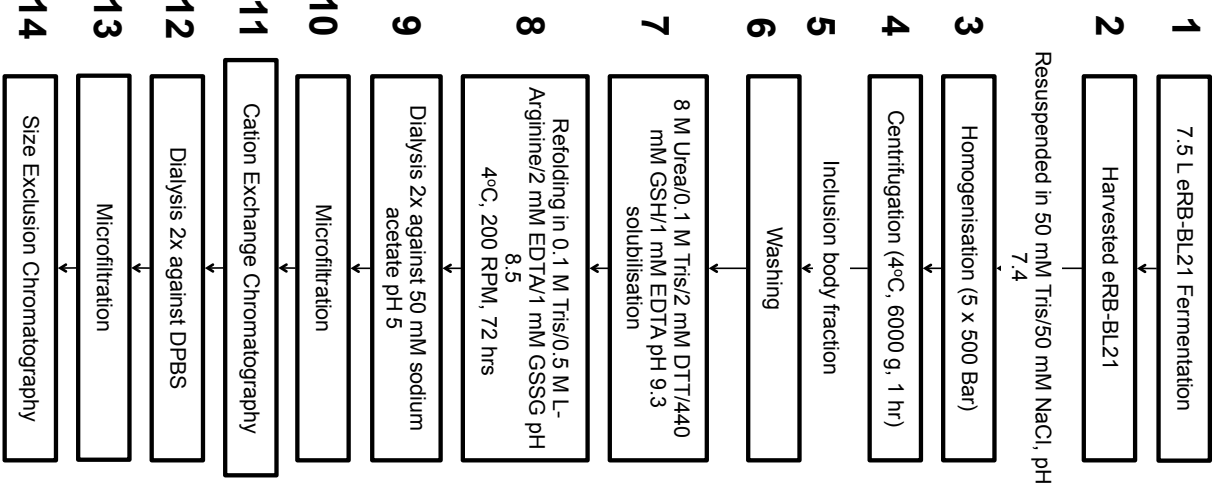 1
7.5 L eRB-BL21 Fermentation
2
Harvested eRB-BL21
Resuspended in 50 mM Tris/50 mM NaCl, pH
7.4
3
Homogenisation (5 x 500 Bar)
4
Centrifugation (4ºC, 6000 g, 1 hr)
5
Inclusion body fraction
6
Washing
7
8 M Urea/0.1 M Tris/2 mM DTT/440
mM GSH/1 mM EDTA pH 9.3
solubilisation
8
Refolding in 0.1 M Tris/0.5 M L-
Arginine/2 mM EDTA/1 mM GSSG pH
8.5
4ºC, 200 RPM, 72 hrs
9
Dialysis 2x against 50 mM sodium
acetate pH 5
10
Microfiltration
11
Cation Exchange Chromatography
12
Dialysis 2x against DPBS
13
Microfiltration
14
Size Exclusion Chromatography